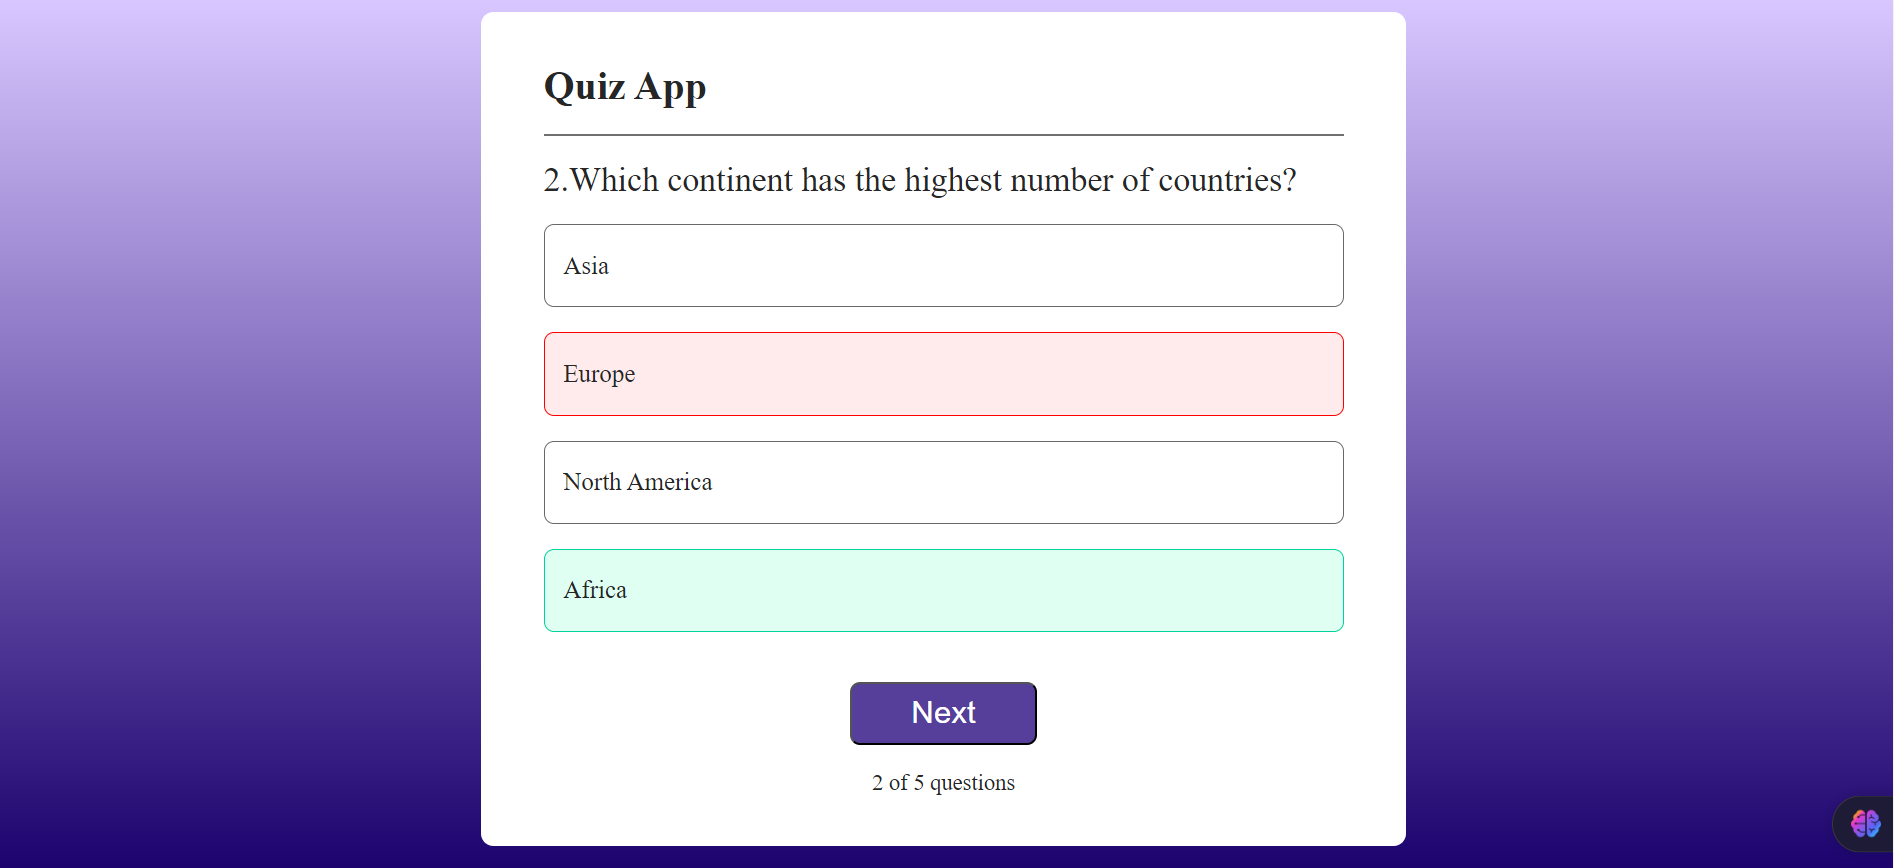 Quiz App
2.Which continent has the highest number of countries?
Asia
Europe
North America
Africa
Next
2 of 5 questions